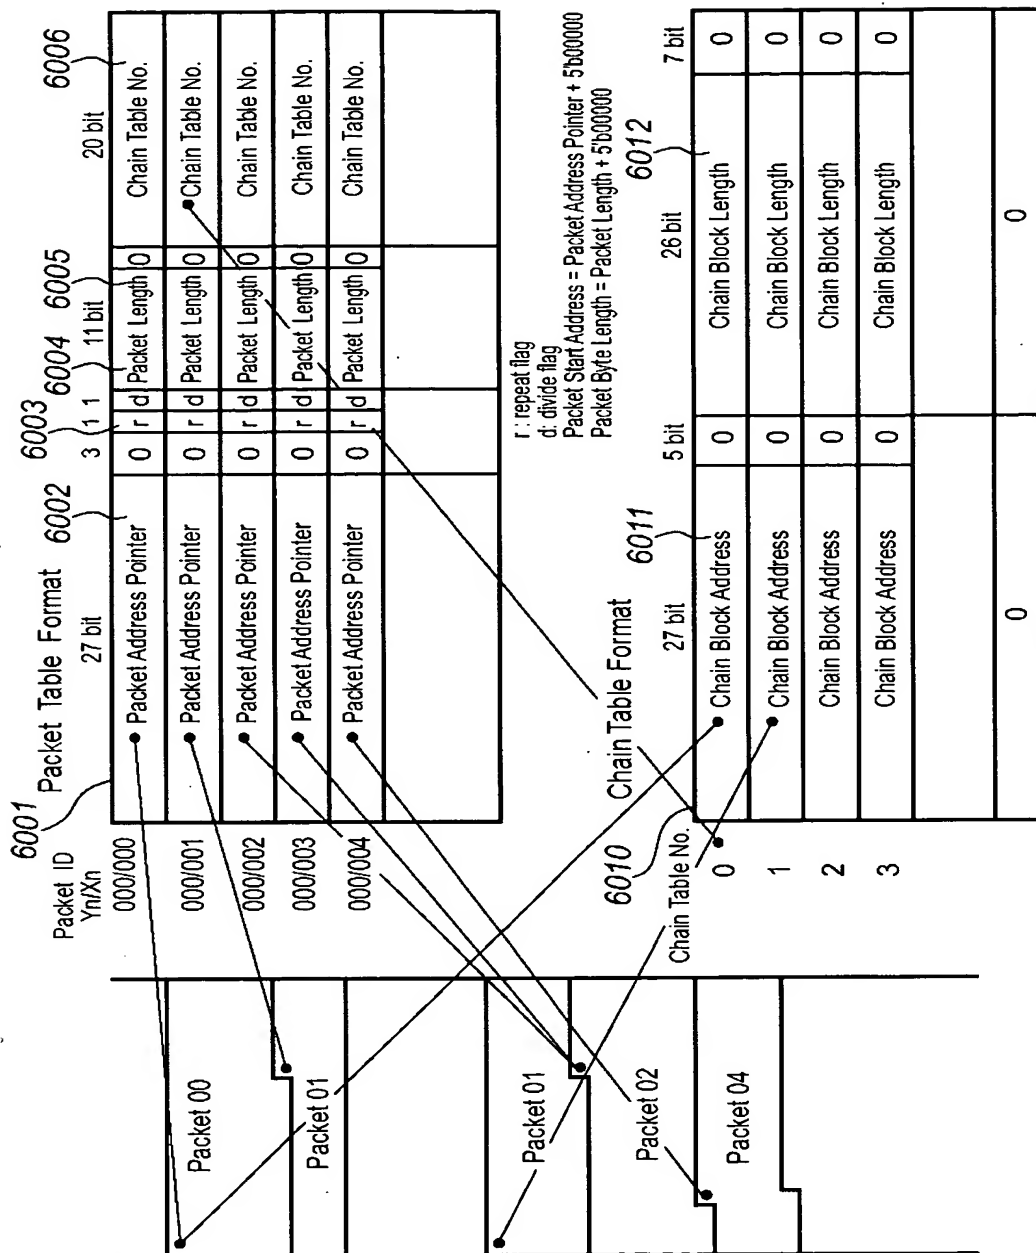 6001
Packet Table Format
6002
6003
6004
6005
6006
Packet ID
Yn/Xn
27 bit
3
1
1
11 bit
20 bit
000/000 Packet Address Pointer 0 r d Packet Length 0 Chain Table No.
000/001 Packet Address Pointer 0 r d Packet Length 0 Chain Table No.
000/002 Packet Address Pointer 0 r d Packet Length 0 Chain Table No.
000/003 Packet Address Pointer 0 r d Packet Length 0 Chain Table No.
000/004 Packet Address Pointer 0 r d Packet Length 0 Chain Table No.
r : repeat flag
d: divide flag
Packet Start Address = Packet Address Pointer + 5'b00000
Packet Byte Length = Packet Length + 5'b00000
Chain Table Format
6010
6011
6012
Chain Table No.
27 bit
5 bit
26 bit
7 bit
0 Chain Block Address 0 Chain Block Length 0
1 Chain Block Address 0 Chain Block Length 0
2 Chain Block Address 0 Chain Block Length 0
3 Chain Block Address 0 Chain Block Length 0
0 0
Packet 00
Packet 01
Packet 01
Packet 02
Packet 04